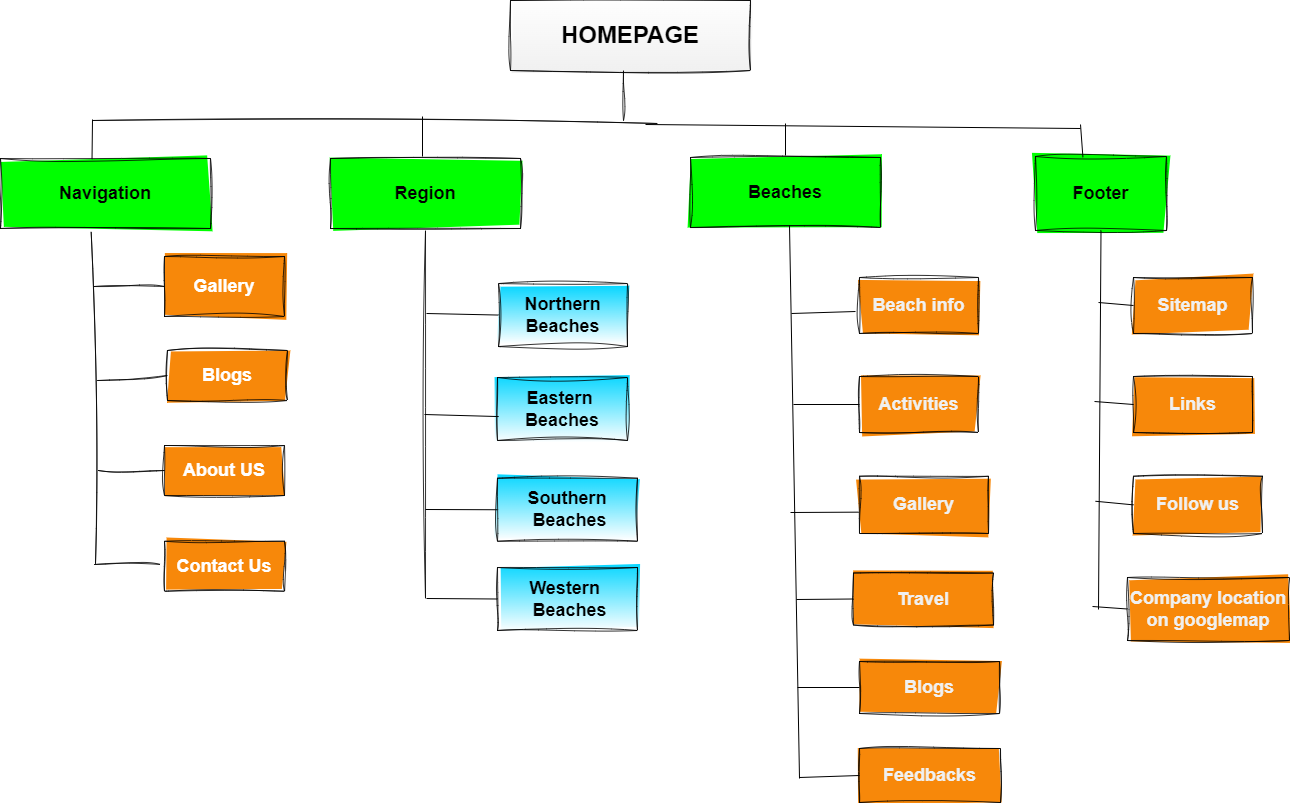 HOMEPAGE
Navigation
Region
Beaches
Footer
Gallery
Blogs
About US
Contact Us
Northern
Beaches
Eastern
Beaches
Southern
Beaches
Western
Beaches
Beach info
Activities
Gallery
Travel
Blogs
Feedbacks
Sitemap
Links
Follow us
Company location
on googlemap